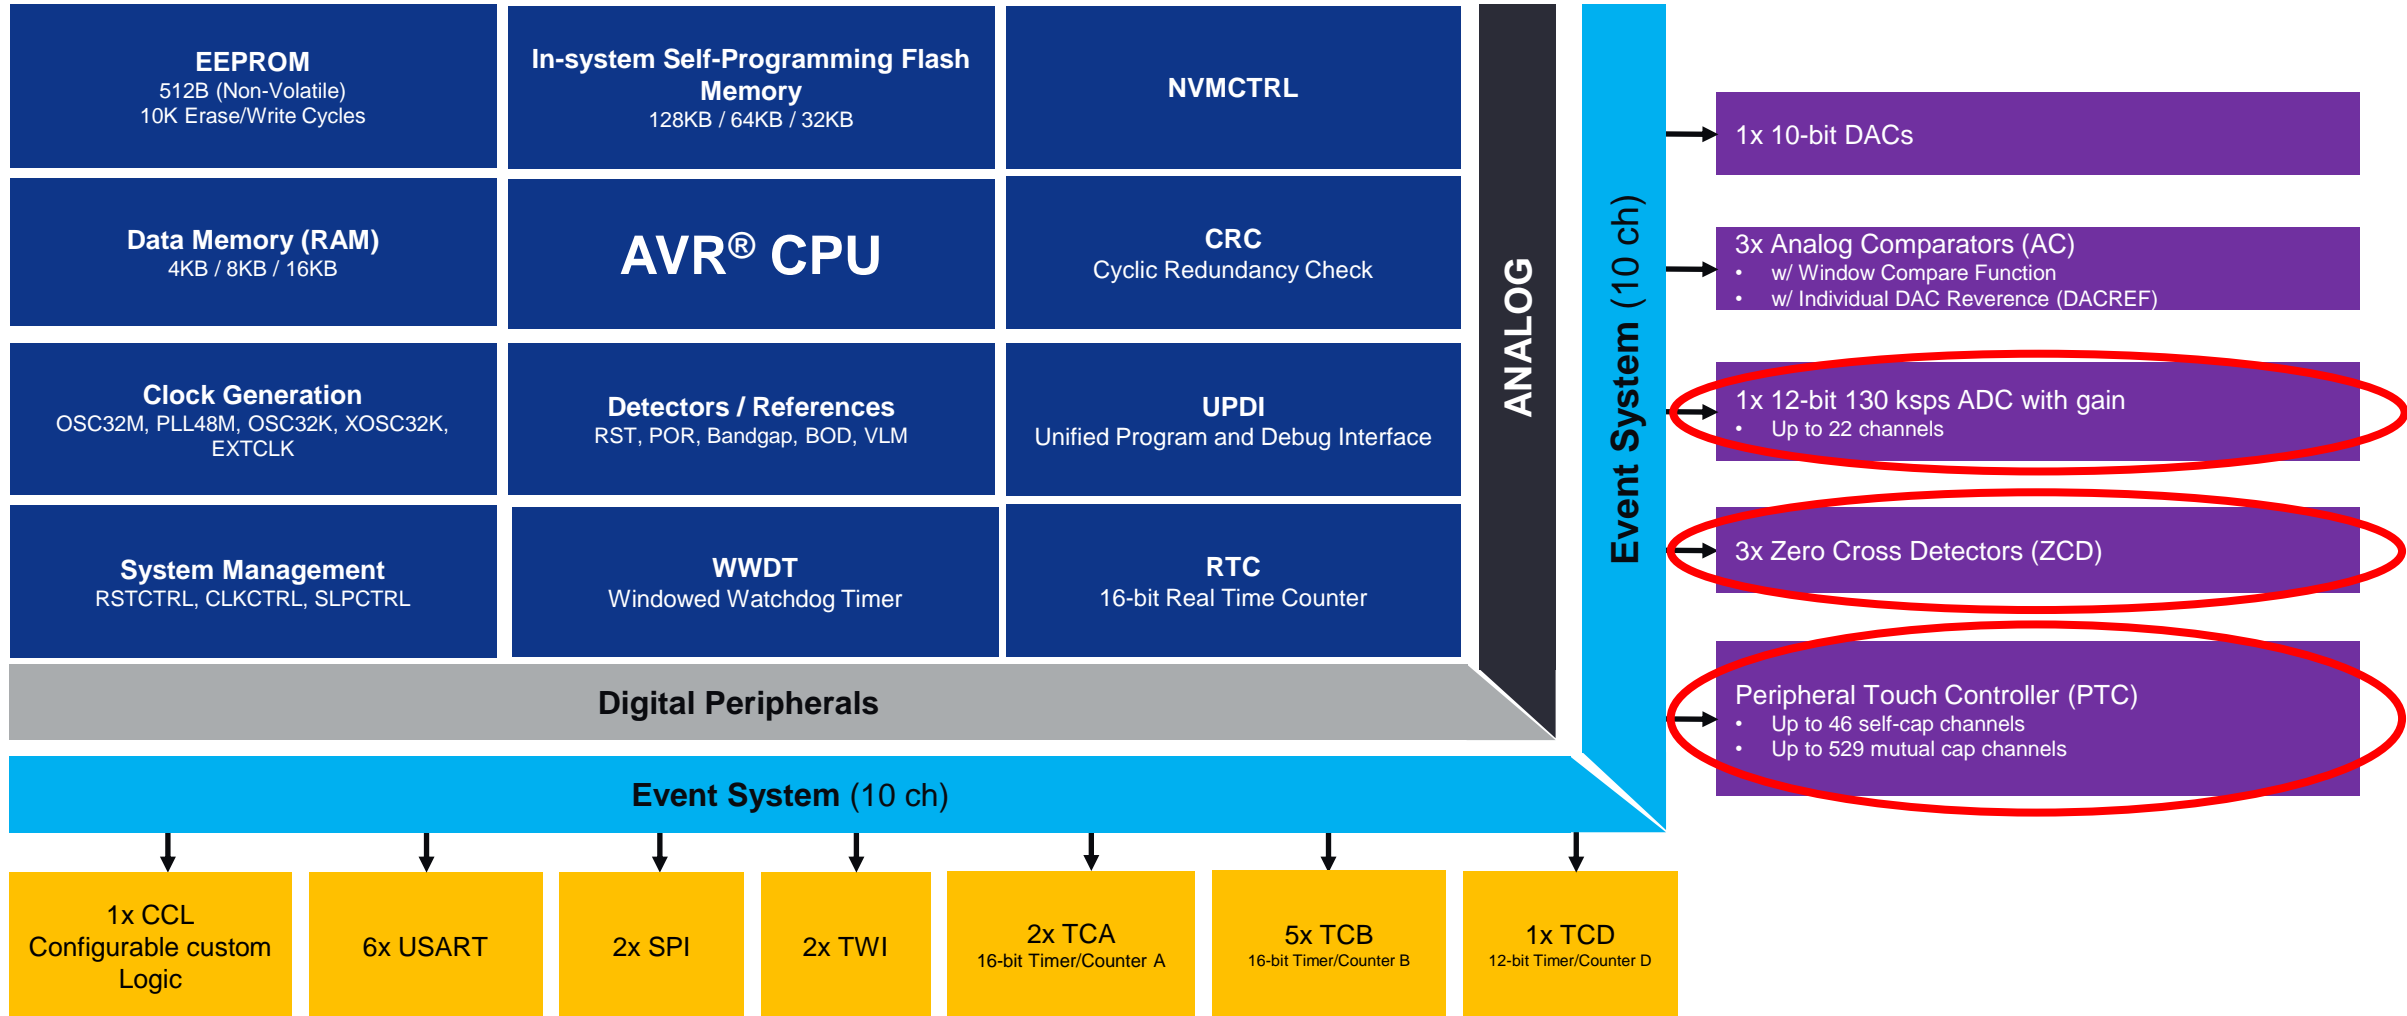 EEPROM
512B (Non-Volatile)
10K Erase/Write Cycles
In-system Self-Programming Flash
Memory
128KB / 64KB / 32KB
NVMCTRL
Data Memory (RAM)
4KB / 8KB / 16KB
AVR® CPU
CRC
Cyclic Redundancy Check
Clock Generation
OSC32M, PLL48M, OSC32K, XOSC32K,
EXTCLK
Detectors / References
RST, POR, Bandgap, BOD, VLM
UPDI
Unified Program and Debug Interface
System Management
RSTCTRL, CLKCTRL, SLPCTRL
WWDT
Windowed Watchdog Timer
RTC
16-bit Real Time Counter
ANALOG
Event System (10 ch)
1x 10-bit DACs
3x Analog Comparators (AC)
• w/ Window Compare Function
• w/ Individual DAC Reverence (DACREF)
1x 12-bit 130 ksps ADC with gain
• Up to 22 channels
3x Zero Cross Detectors (ZCD)
Peripheral Touch Controller (PTC)
• Up to 46 self-cap channels
• Up to 529 mutual cap channels
Digital Peripherals
Event System (10 ch)
1x CCL
Configurable custom
Logic
6x USART
2x SPI
2x TWI
2x TCA
16-bit Timer/Counter A
5x TCB
16-bit Timer/Counter B
1x TCD
12-bit Timer/Counter D